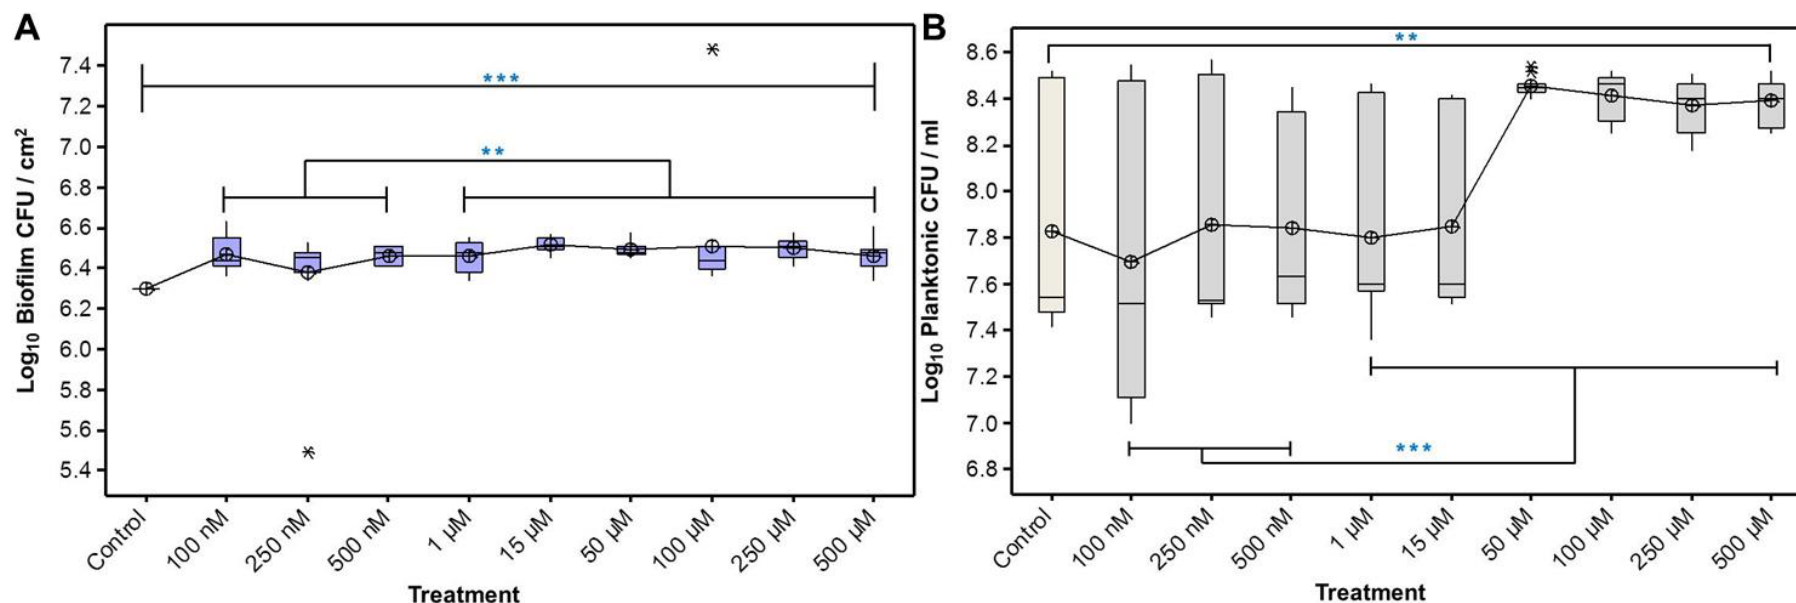 A
Log10 Biofilm CFU / cm2
7.4
7.2
7.0
6.8
6.6
6.4
6.2
6.0
5.8
5.6
5.4
***
**
Control
100 nM
250 nM
500 nM
1 µM
15 µM
50 µM
100 µM
250 µM
500 µM
Treatment
B
Log10 Planktonic CFU / ml
8.6
8.4
8.2
8.0
7.8
7.6
7.4
7.2
7.0
6.8
**
***
Control
100 nM
250 nM
500 nM
1 µM
15 µM
50 µM
100 µM
250 µM
500 µM
Treatment